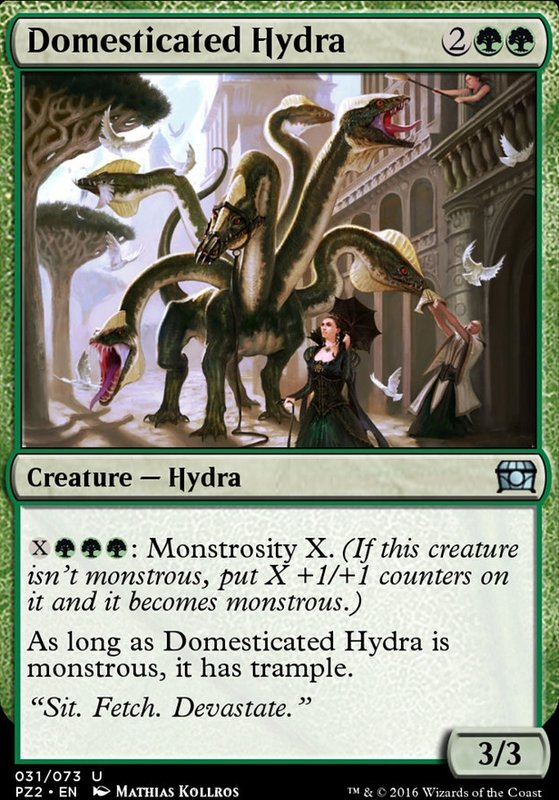 Domesticated Hydra 2
Creature — Hydra
X: Monstrosity X. (If this creature
isn't monstrous, put X +1/+1 counters on
it and it becomes monstrous.)
As long as Domesticated Hydra is
monstrous, it has trample.
“Sit. Fetch. Devastate.”
3/3
031/073 U
PZ2 • EN Mathias Kollros
™ & © 2016 Wizards of the Coast